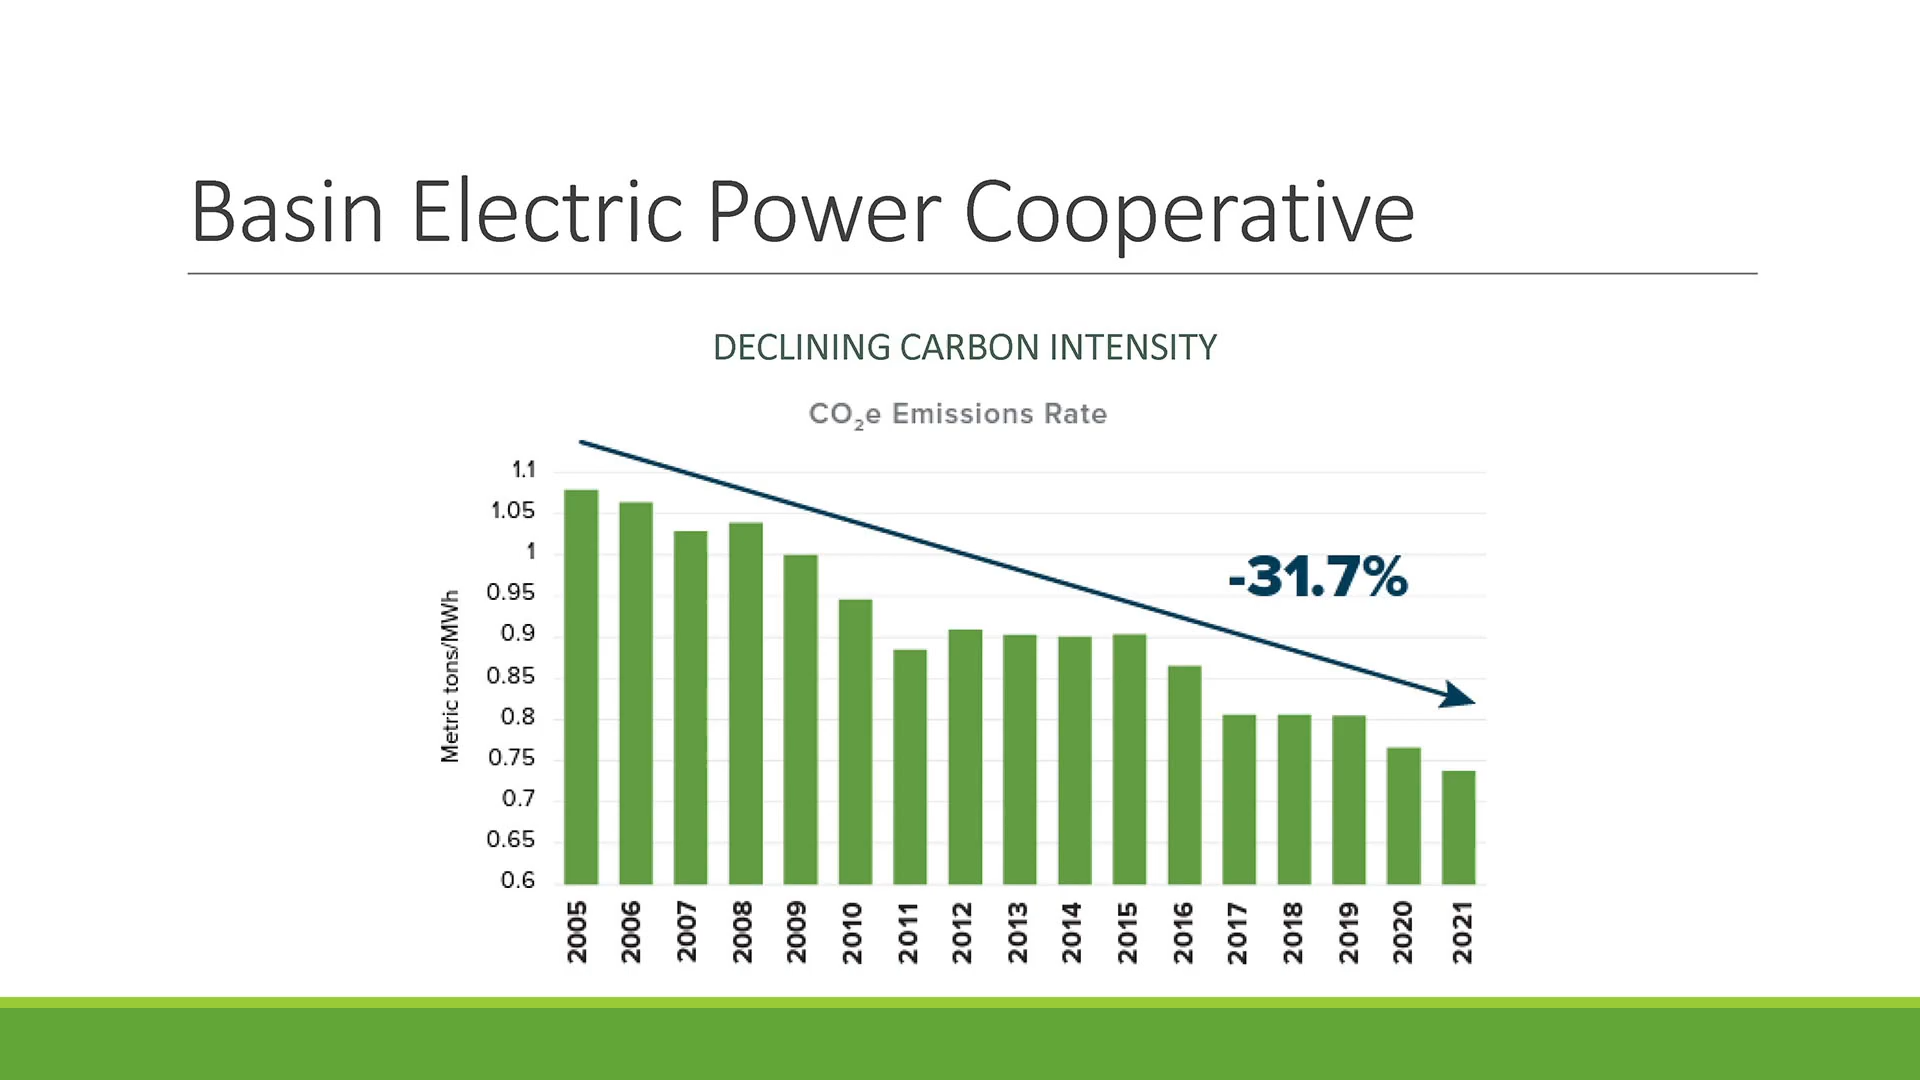 Basin Electric Power Cooperative
DECLINING CARBON INTENSITY
CO₂e Emissions Rate
-31.7%
Metric tons/MWh
1.1
1.05
1
0.95
0.9
0.85
0.8
0.75
0.7
0.65
0.6
2005 2006 2007 2008 2009 2010 2011 2012 2013 2014 2015 2016 2017 2018 2019 2020 2021